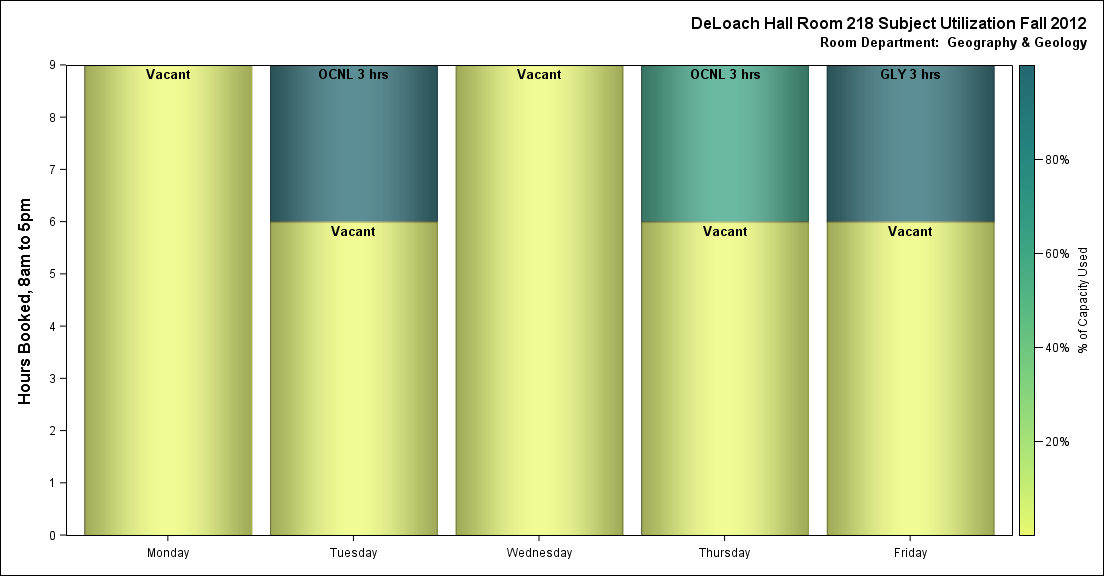 DeLoach Hall Room 218 Subject Utilization Fall 2012
Room Department: Geography & Geology
Hours Booked, 8am to 5pm
9
8
7
6
5
4
3
2
1
0
Vacant
OCNL 3 hrs
Vacant
OCNL 3 hrs
GLY 3 hrs
Vacant
Vacant
Vacant
Monday
Tuesday
Wednesday
Thursday
Friday
80%
60%
40%
20%
% of Capacity Used